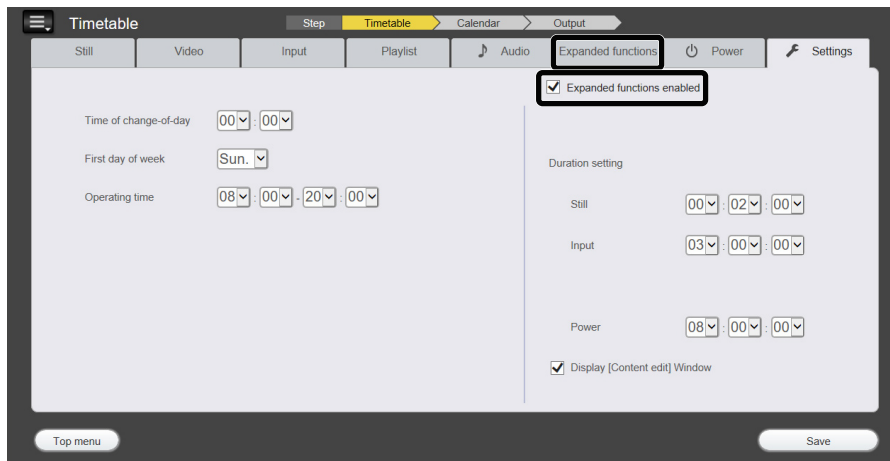 Timetable Step Timetable Calendar Output
Still Video Input Playlist Audio Expanded functions Power Settings
Expanded functions enabled
Time of change-of-day 00 : 00
First day of week Sun.
Operating time 08 : 00 - 20 : 00
Duration setting
Still 00 : 02 : 00
Input 03 : 00 : 00
Power 08 : 00 : 00
Display [Content edit] Window
Top menu Save